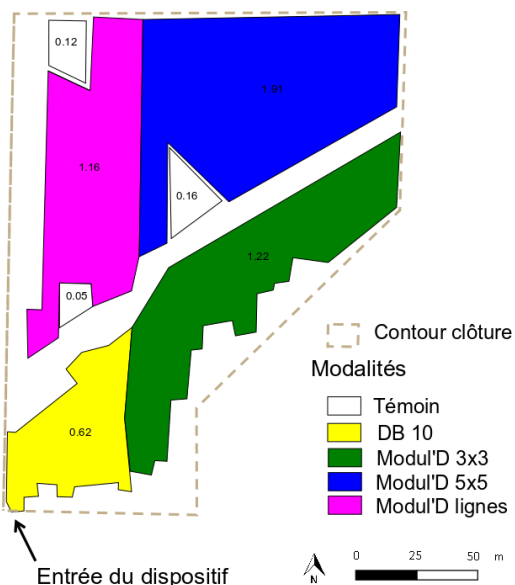 0.12
1.91
1.16
0.16
1.22
0.05
0.62
Contour clôture
Modalités
Témoin
DB 10
Modul'D 3x3
Modul'D 5x5
Modul'D lignes
Entrée du dispositif
N
0 25 50 m